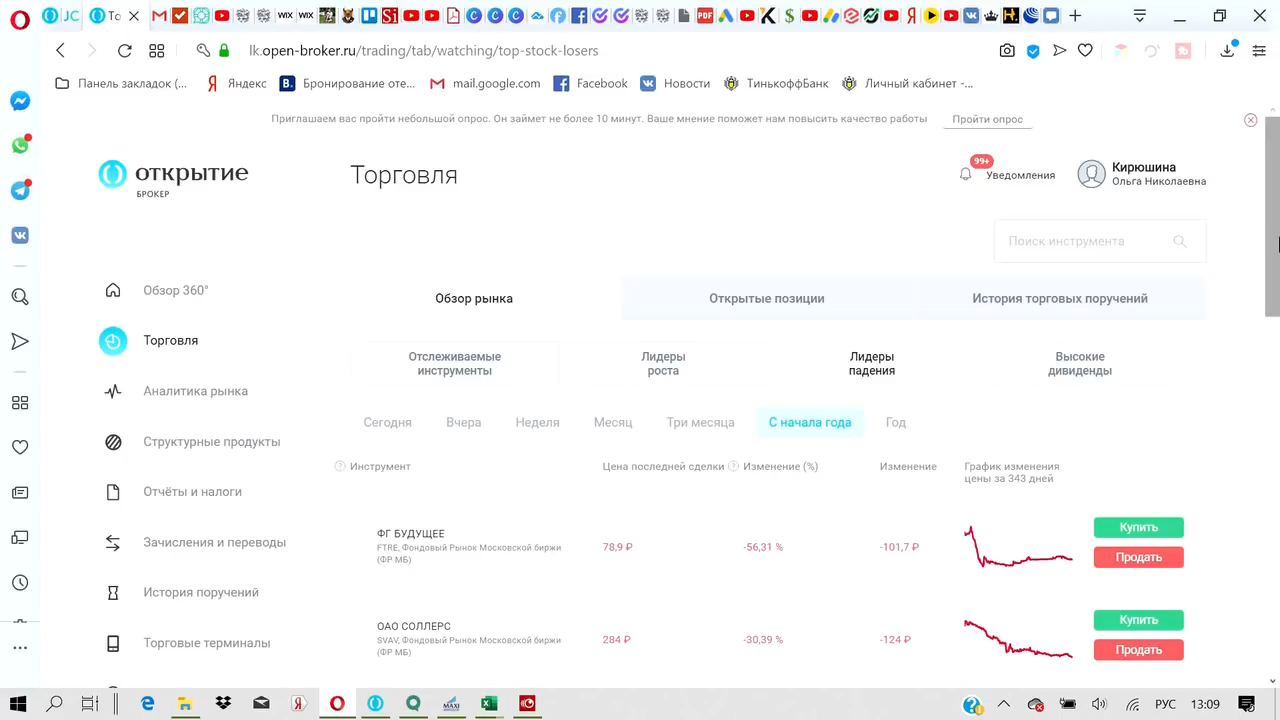 JC
То
WIX
WIX
Si
PDF
lk.open-broker.ru/trading/tab/watching/top-stock-losers
Панель закладок (...
Яндекс
Бронирование оте...
mail.google.com
Facebook
Новости
ТинькоффБанк
Личный кабинет -...
Приглашаем вас пройти небольшой опрос. Он займет не более 10 минут. Ваше мнение поможет нам повысить качество работы
Пройти опрос
открытие
БРОКЕР
Торговля
99+
Уведомления
Кирюшина
Ольга Николаевна
Поиск инструмента
Обзор 360°
Торговля
Аналитика рынка
Структурные продукты
Отчёты и налоги
Зачисления и переводы
История поручений
Торговые терминалы
Обзор рынка
Открытые позиции
История торговых поручений
Отслеживаемые
инструменты
Лидеры
роста
Лидеры
падения
Высокие
дивиденды
Сегодня
Вчера
Неделя
Месяц
Три месяца
С начала года
Год
Инструмент
Цена последней сделки
Изменение (%)
Изменение
График изменения
цены за 343 дней
ФГ БУДУЩЕЕ
FTRE, Фондовый Рынок Московской биржи
(ФР МБ)
78,9 ₽
-56,31 %
-101,7 ₽
Купить
Продать
ОАО СОЛЛЕРС
SVAV, Фондовый Рынок Московской биржи
(ФР МБ)
284 ₽
-30,39 %
-124 ₽
Купить
Продать
MAXI
РУС
13:09